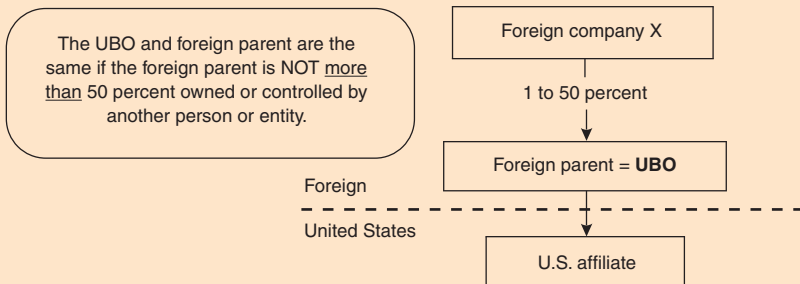 The UBO and foreign parent are the
same if the foreign parent is NOT more
than 50 percent owned or controlled by
another person or entity.
Foreign company X
1 to 50 percent
Foreign parent = UBO
Foreign
United States
U.S. affiliate